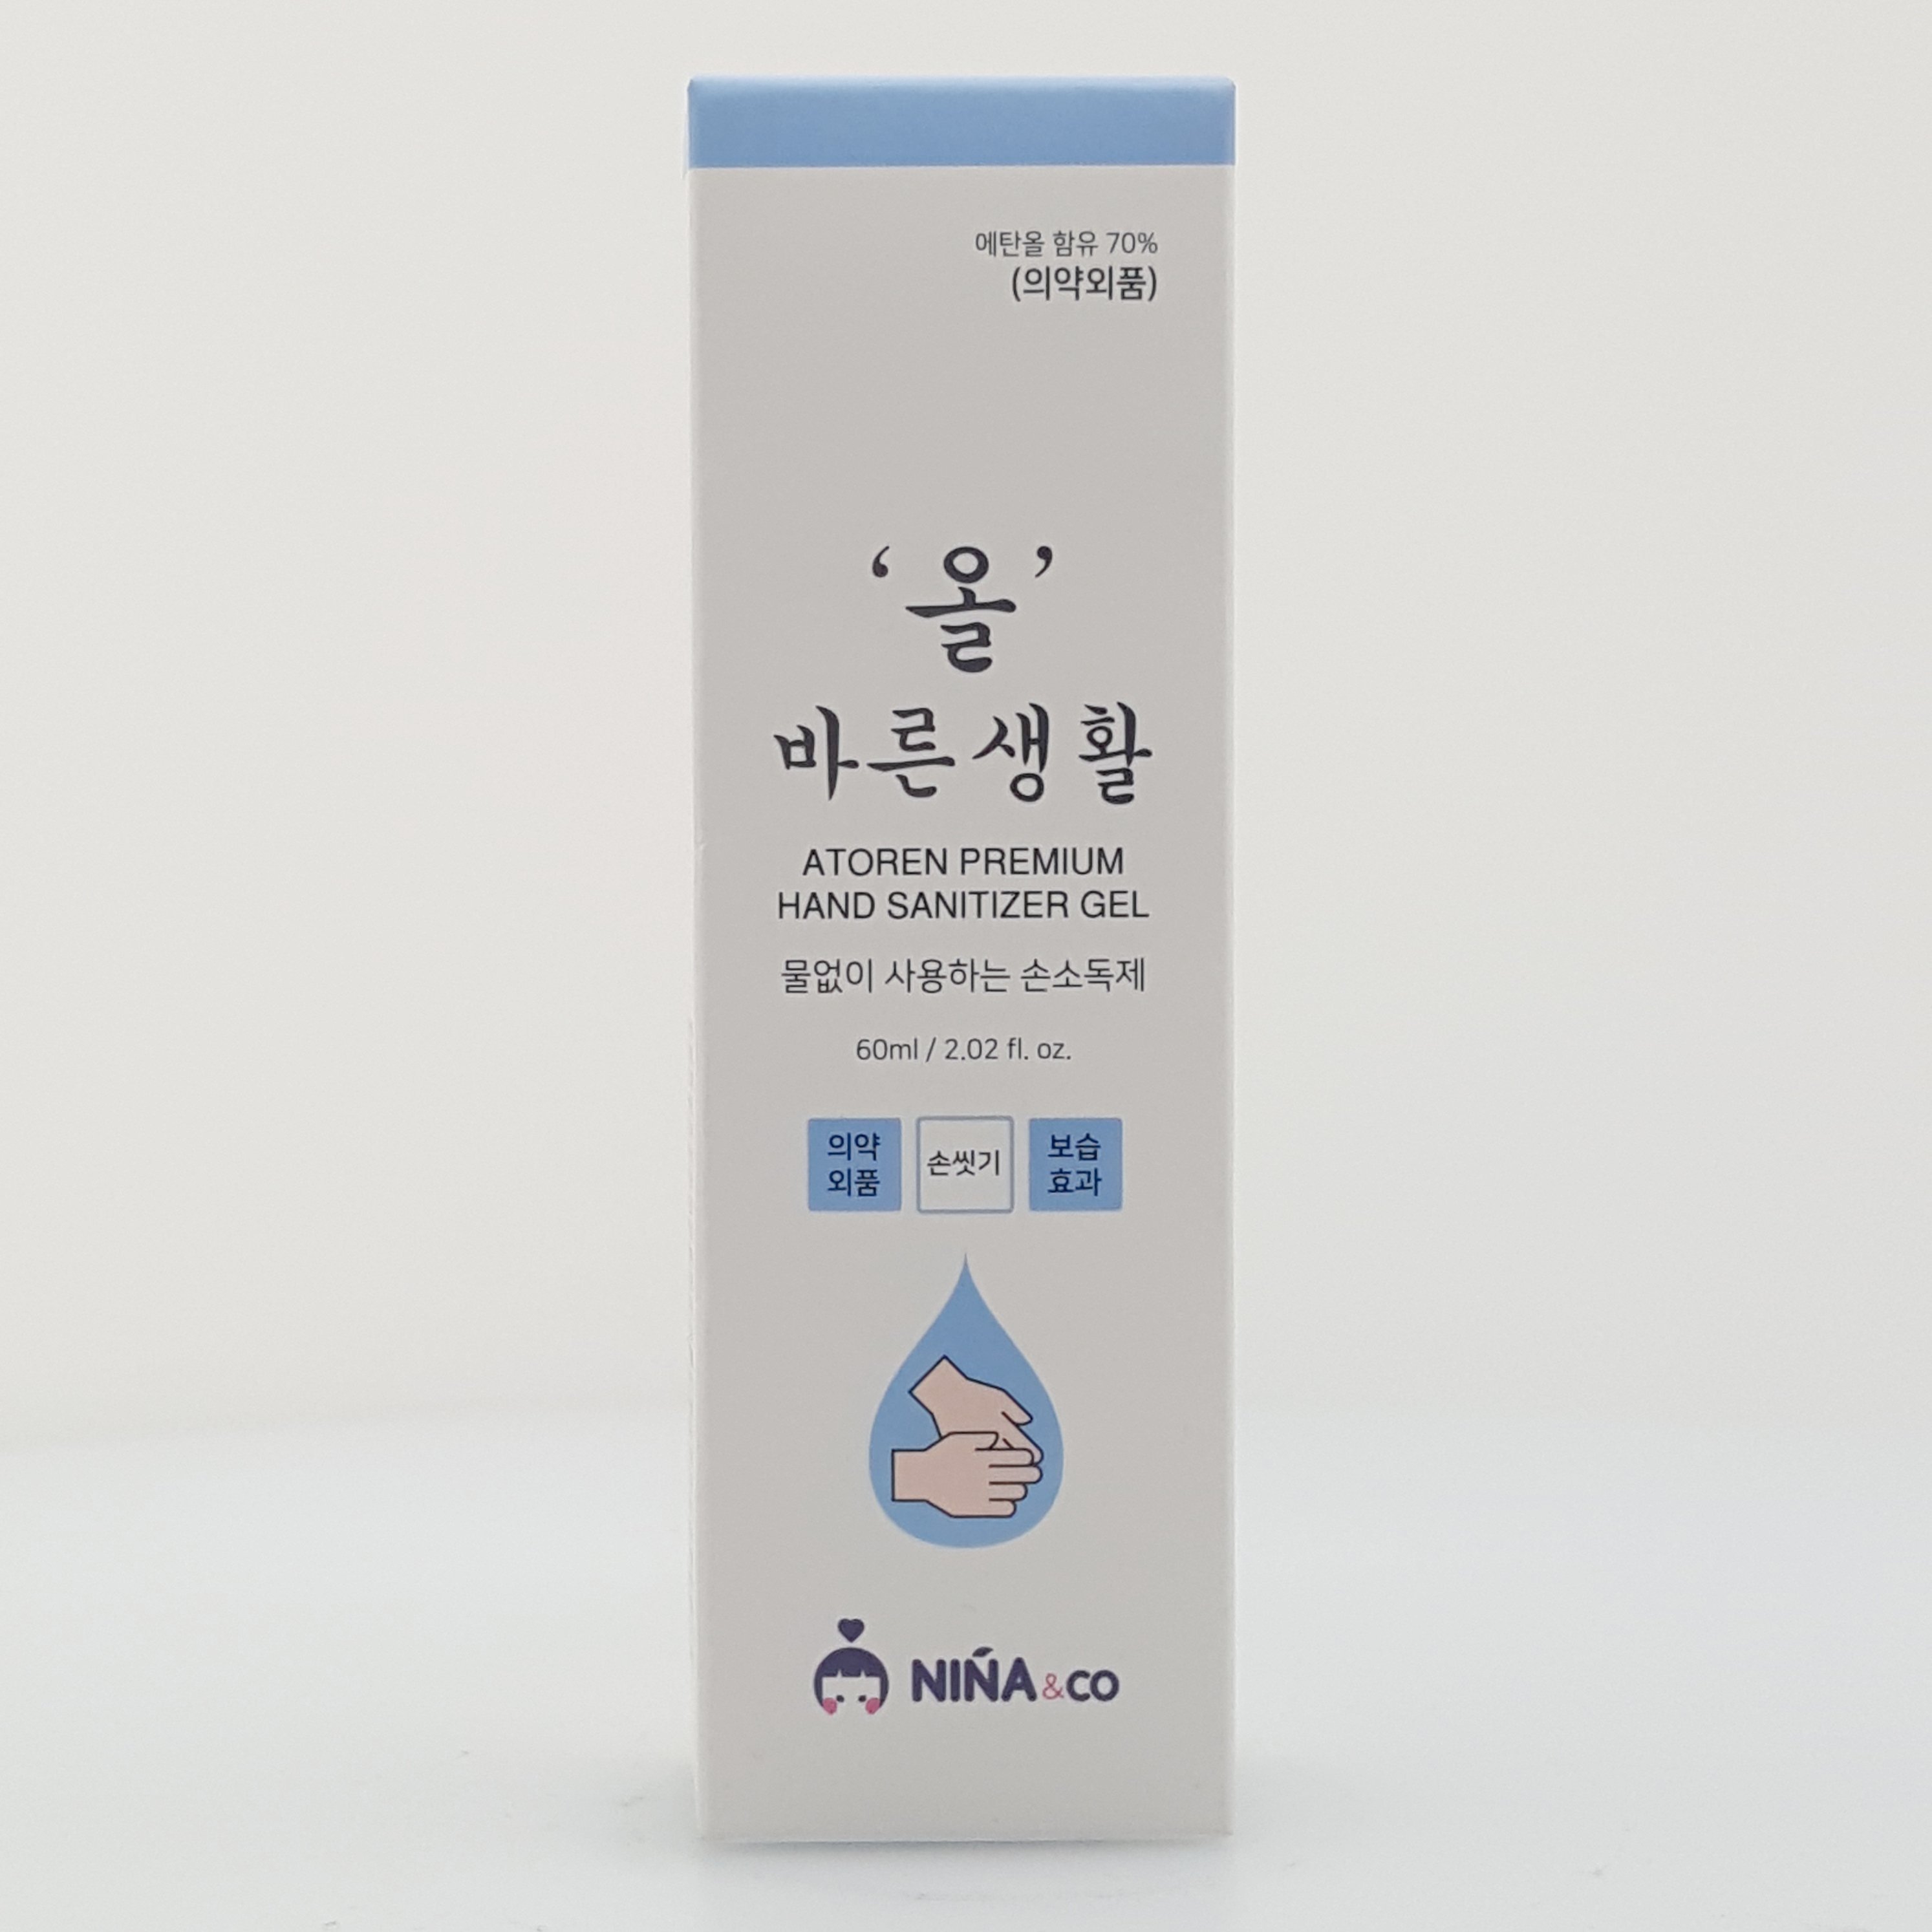 에탄올 함유 70%
(의약외품)
‘올’
바른생활
ATOREN PREMIUM
HAND SANITIZER GEL
물없이 사용하는 손소독제
60ml / 2.02 fl. oz.
의약
외품
손씻기
보습
효과
NIÑA&CO